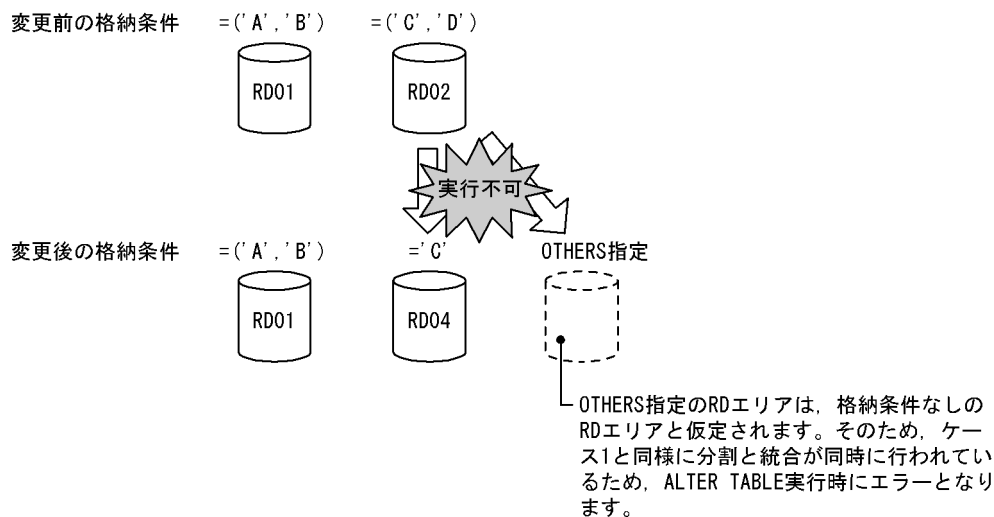 変更前の格納条件 =('A','B') =('C','D')
RD01 RD02
実行不可
変更後の格納条件 =('A','B') ='C' OTHERS指定
RD01 RD04
OTHERS指定のRDエリアは，格納条件なしの
RDエリアと仮定されます。そのため，ケー
ス1と同様に分割と統合が同時に行われてい
るため，ALTER TABLE実行時にエラーとなり
ます。